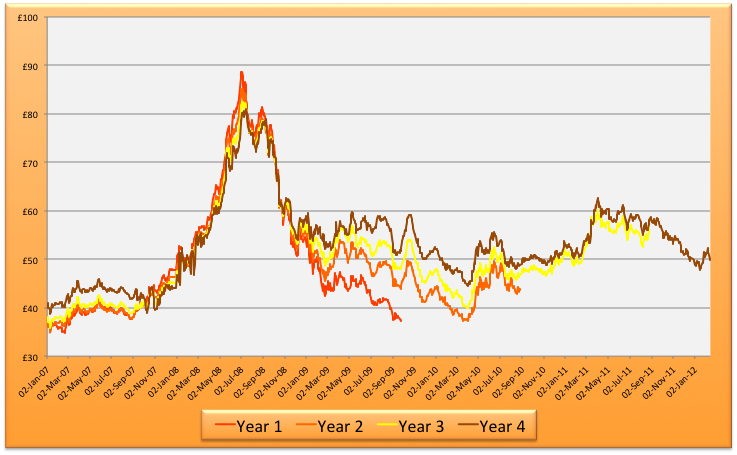 £100
£90
£80
£70
£60
£50
£40
£30
02-Jan-07
02-Mar-07
02-May-07
02-Jul-07
02-Sep-07
02-Nov-07
02-Jan-08
02-Mar-08
02-May-08
02-Jul-08
02-Sep-08
02-Nov-08
02-Jan-09
02-Mar-09
02-May-09
02-Jul-09
02-Sep-09
02-Nov-09
02-Jan-10
02-Mar-10
02-May-10
02-Jul-10
02-Sep-10
02-Nov-10
02-Jan-11
02-Mar-11
02-May-11
02-Jul-11
02-Sep-11
02-Nov-11
02-Jan-12
Year 1 Year 2 Year 3 Year 4